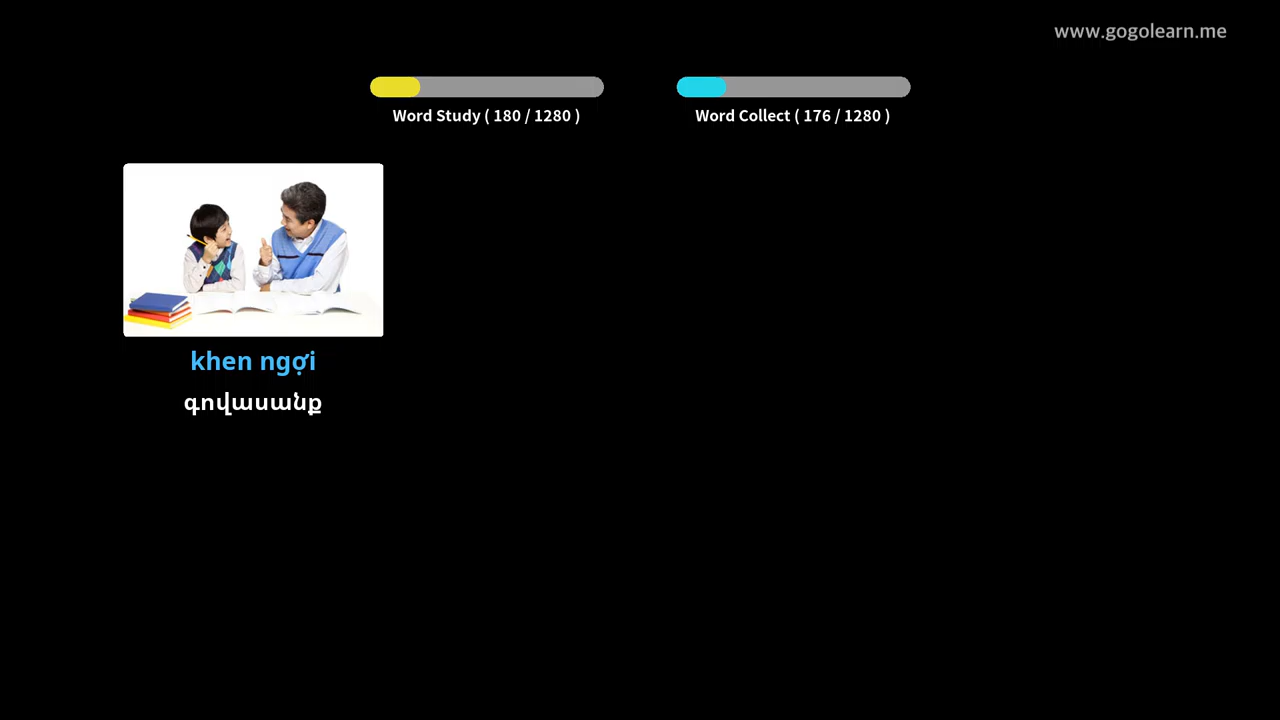 www.gogolearn.me
Word Study ( 180 / 1280 )
Word Collect ( 176 / 1280 )
khen ngợi
գովասանք